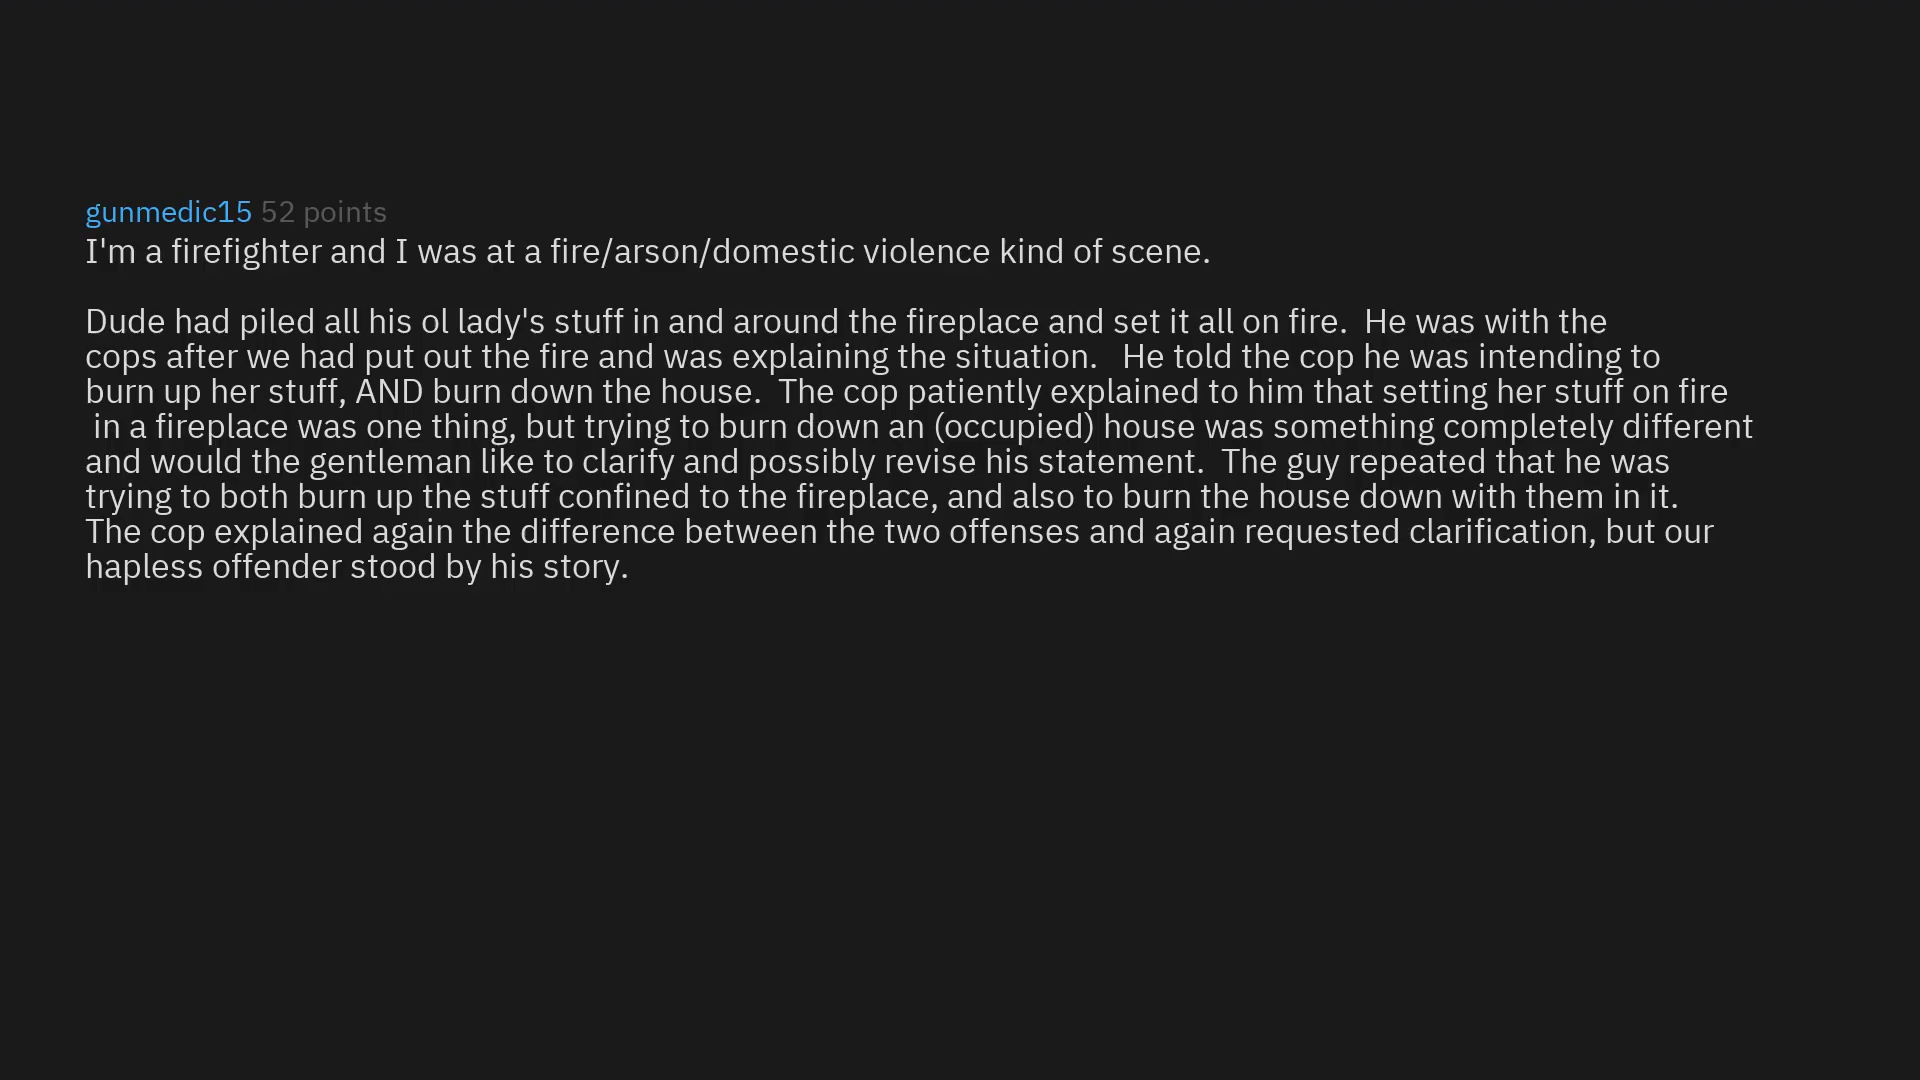 gunmedic15 52 points
I'm a firefighter and I was at a fire/arson/domestic violence kind of scene.
Dude had piled all his ol lady's stuff in and around the fireplace and set it all on fire.  He was with the
cops after we had put out the fire and was explaining the situation.   He told the cop he was intending to
burn up her stuff, AND burn down the house.  The cop patiently explained to him that setting her stuff on fire
in a fireplace was one thing, but trying to burn down an (occupied) house was something completely different
and would the gentleman like to clarify and possibly revise his statement.  The guy repeated that he was
trying to both burn up the stuff confined to the fireplace, and also to burn the house down with them in it.
The cop explained again the difference between the two offenses and again requested clarification, but our
hapless offender stood by his story.